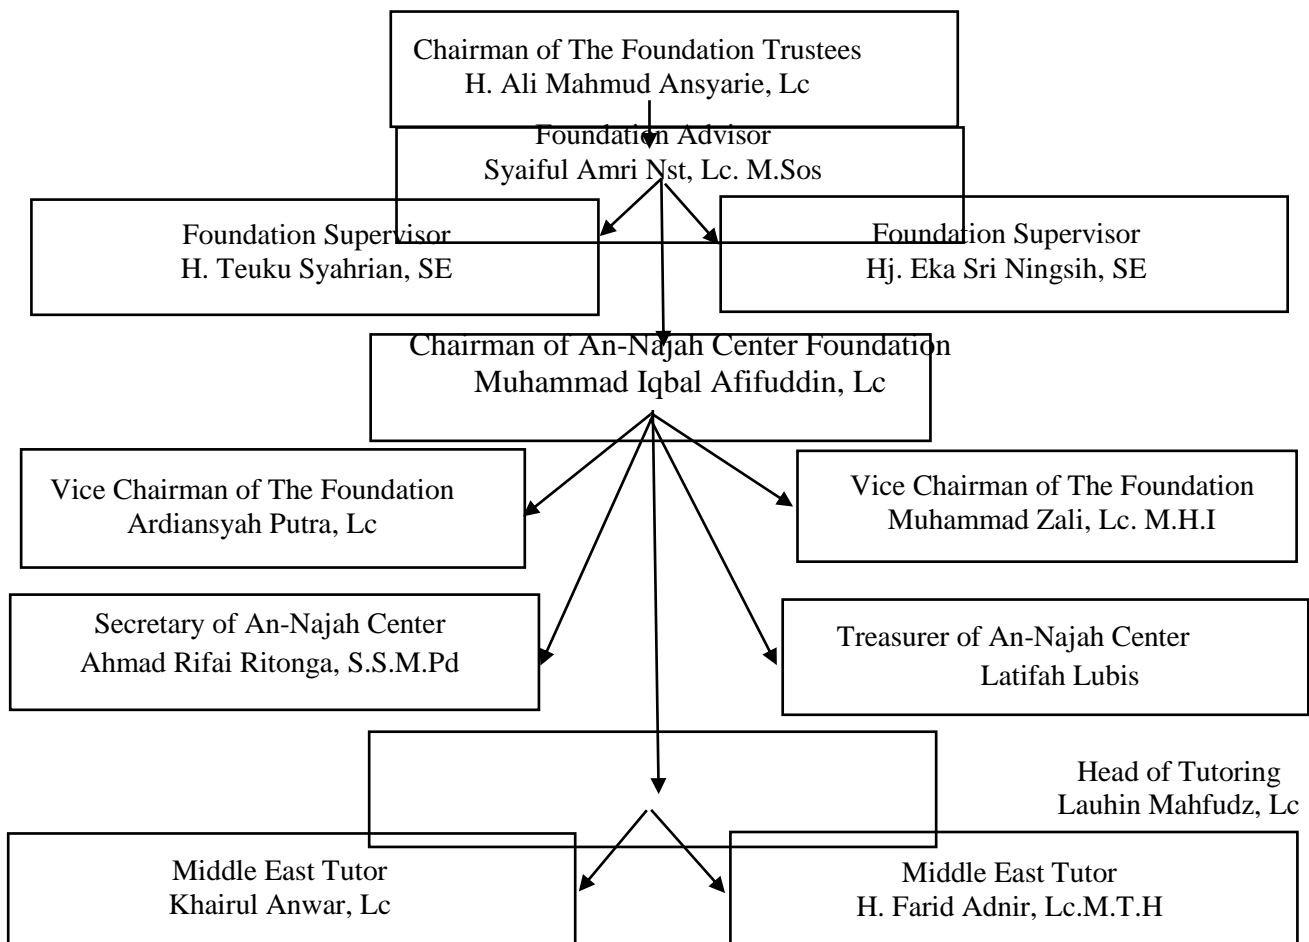 Chairman of The Foundation Trustees
H. Ali Mahmud Ansyarie, Lc
Foundation Advisor
Syaiful Amri Nst, Lc. M.Sos
Foundation Supervisor
H. Teuku Syahrian, SE
Foundation Supervisor
Hj. Eka Sri Ningsih, SE
Chairman of An-Najah Center Foundation
Muhammad Iqbal Afifuddin, Lc
Vice Chairman of The Foundation
Ardiansyah Putra, Lc
Vice Chairman of The Foundation
Muhammad Zali, Lc. M.H.I
Secretary of An-Najah Center
Ahmad Rifai Ritonga, S.S.M.Pd
Treasurer of An-Najah Center
Latifah Lubis
Head of Tutoring
Lauhin Mahfudz, Lc
Middle East Tutor
Khairul Anwar, Lc
Middle East Tutor
H. Farid Adnir, Lc.M.T.H